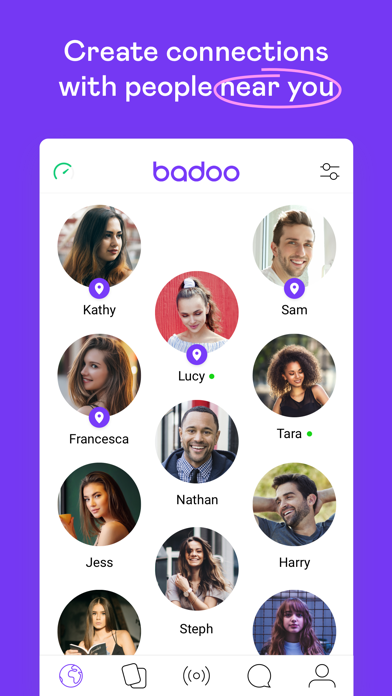 Create connections
with people near you
badoo
Kathy
Sam
Lucy
Francesca
Tara
Nathan
Jess
Harry
Steph